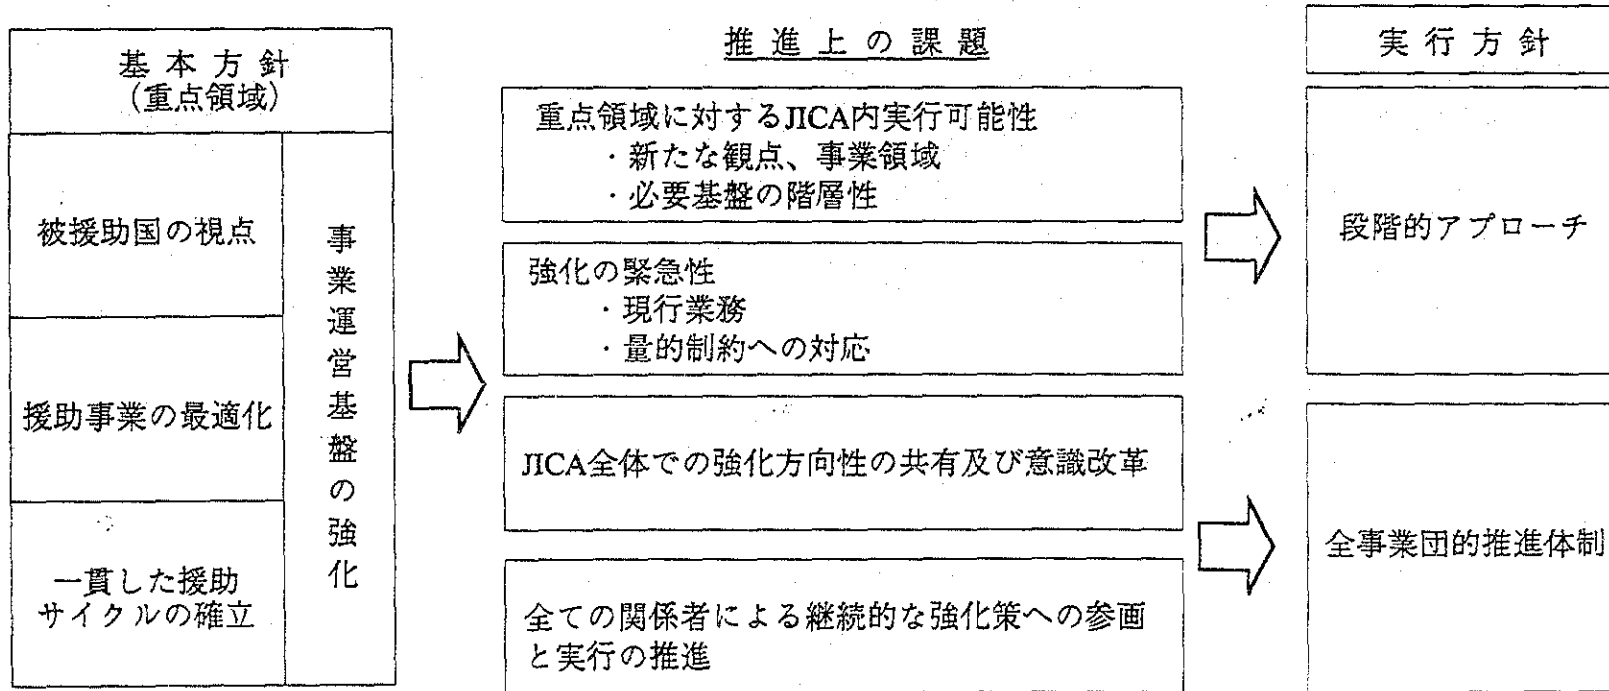 基本方針
(重点領域)
被援助国の視点
援助事業の最適化
一貫した援助
サイクルの確立
事業運営基盤の強化
推進上の課題
重点領域に対するJICA内実行可能性
・新たな観点、事業領域
・必要基盤の階層性
強化の緊急性
・現行業務
・量的制約への対応
JICA全体での強化方向性の共有及び意識改革
全ての関係者による継続的な強化策への参画
と実行の推進
実行方針
段階的アプローチ
全事業団的推進体制